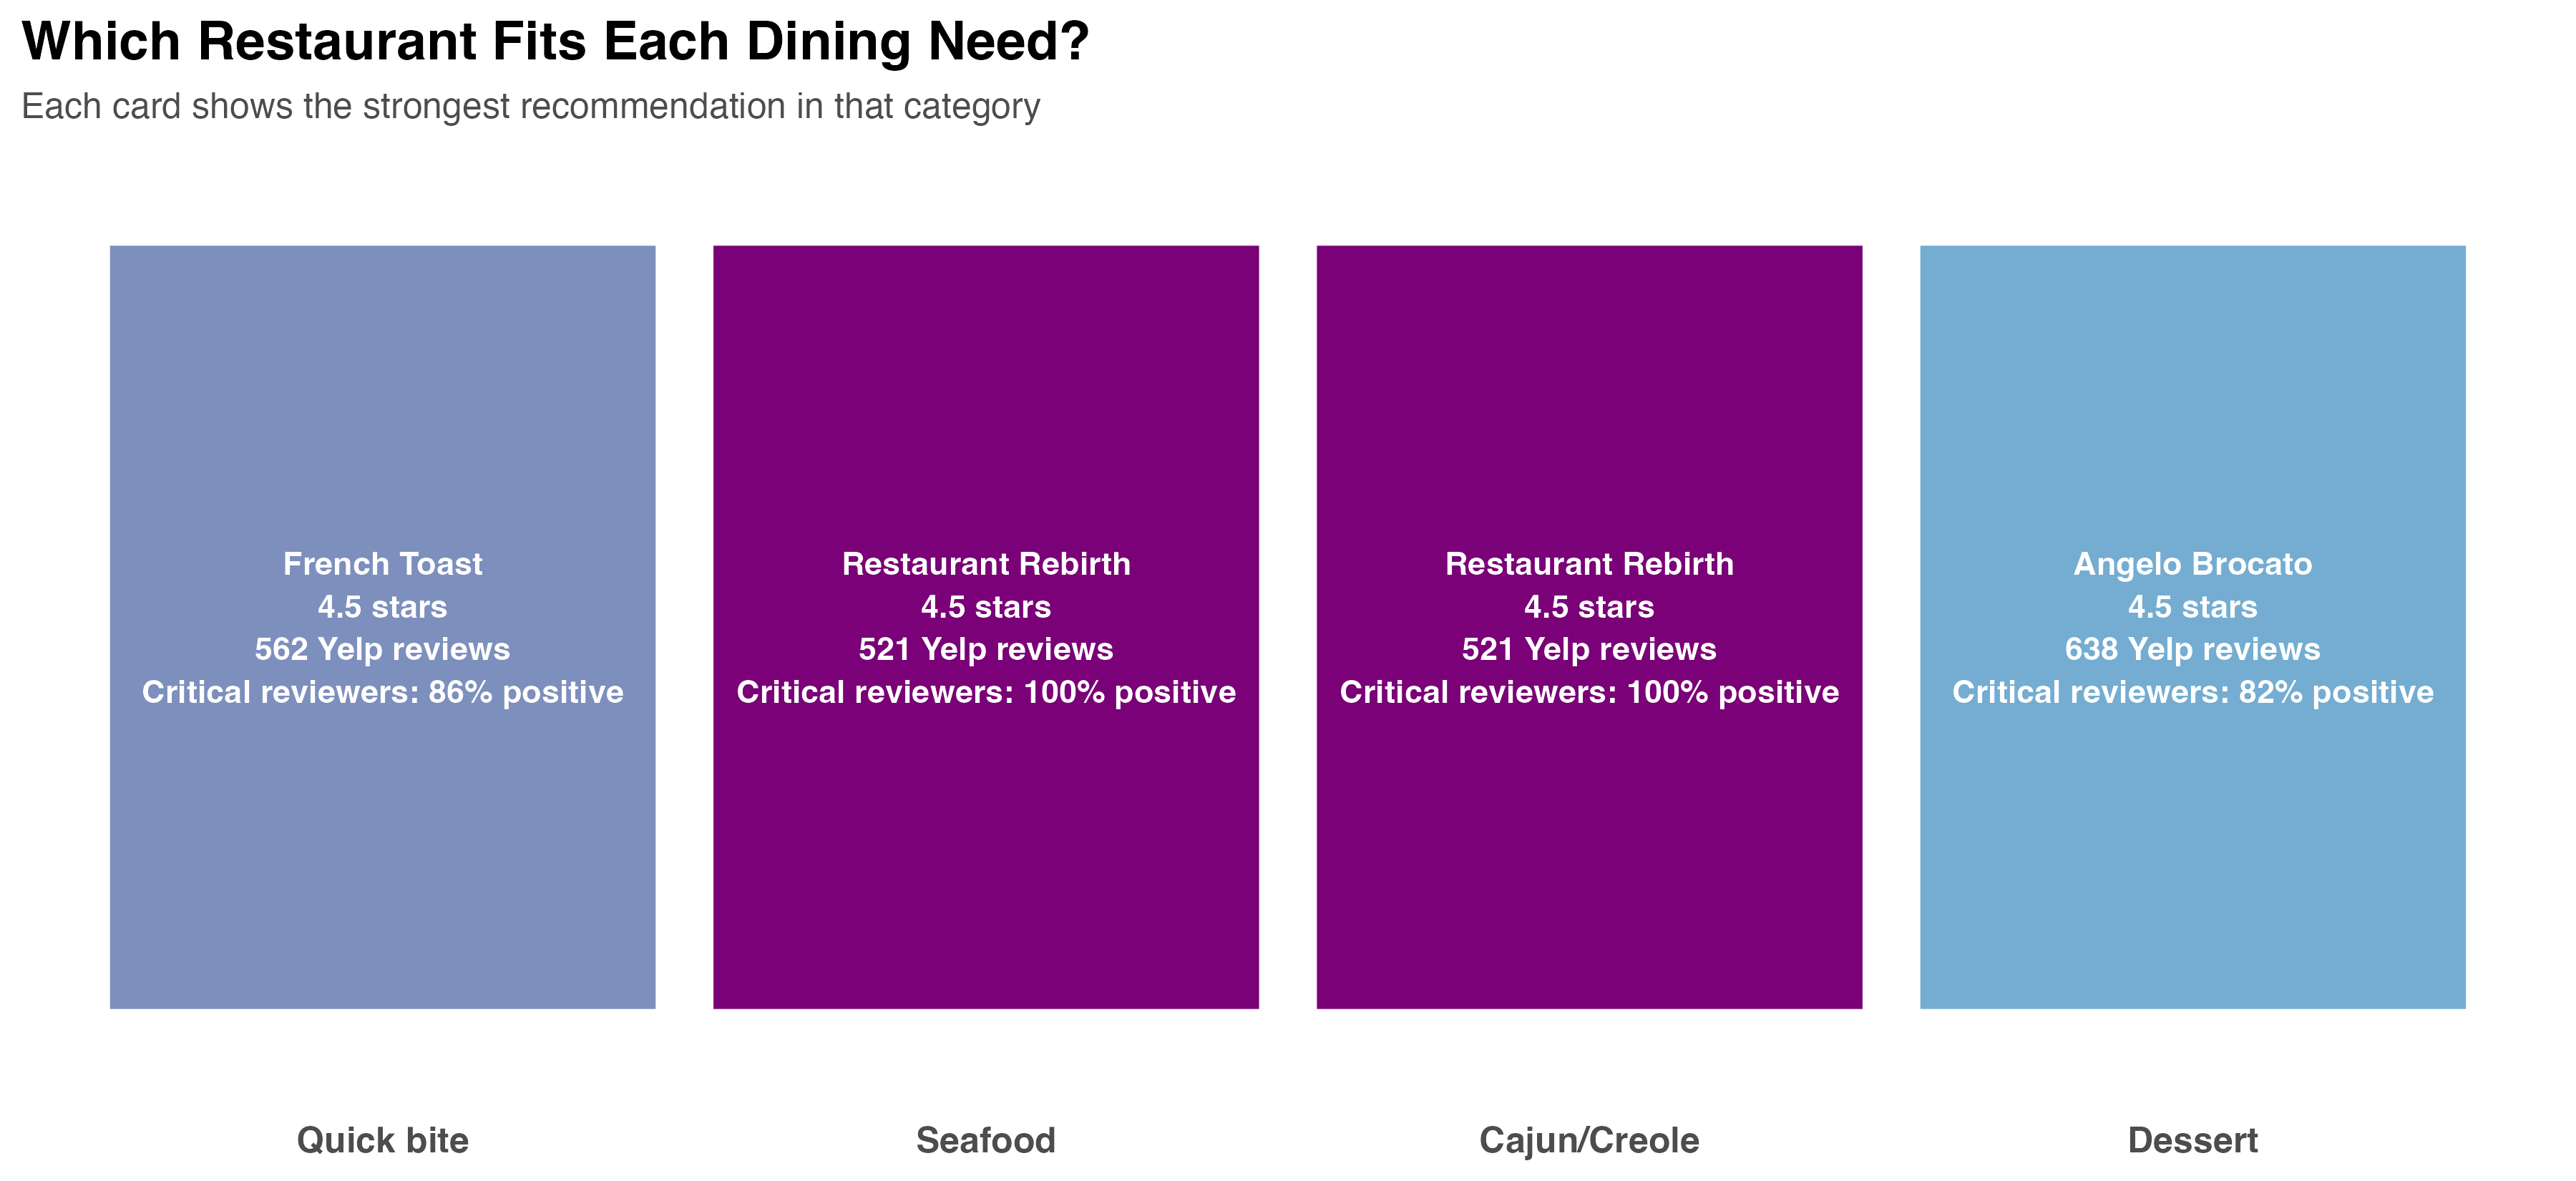 Which Restaurant Fits Each Dining Need?
Each card shows the strongest recommendation in that category
French Toast
4.5 stars
562 Yelp reviews
Critical reviewers: 86% positive
Restaurant Rebirth
4.5 stars
521 Yelp reviews
Critical reviewers: 100% positive
Restaurant Rebirth
4.5 stars
521 Yelp reviews
Critical reviewers: 100% positive
Angelo Brocato
4.5 stars
638 Yelp reviews
Critical reviewers: 82% positive
Quick bite
Seafood
Cajun/Creole
Dessert